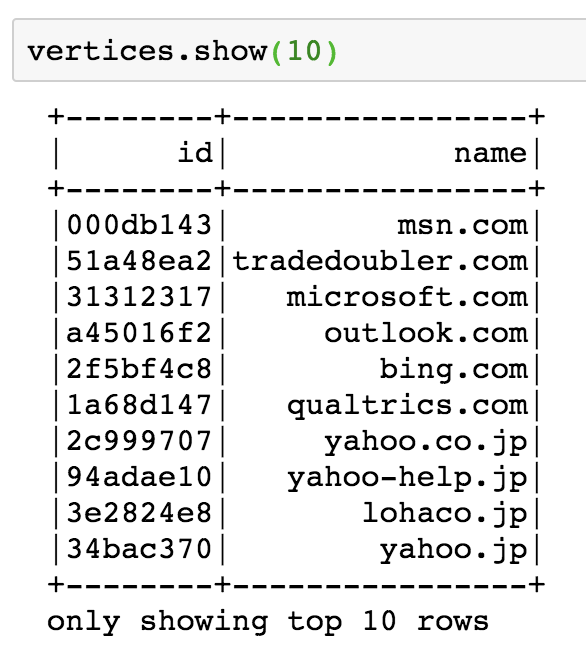 vertices.show(10)
+--------+----------------+
|      id|            name|
+--------+----------------+
|000db143|         msn.com|
|51a48ea2|tradedoubler.com|
|31312317|   microsoft.com|
|a45016f2|     outlook.com|
|2f5bf4c8|        bing.com|
|1a68d147|   qualtrics.com|
|2c999707|     yahoo.co.jp|
|94adae10|   yahoo-help.jp|
|3e2824e8|       lohaco.jp|
|34bac370|        yahoo.jp|
+--------+----------------+
only showing top 10 rows